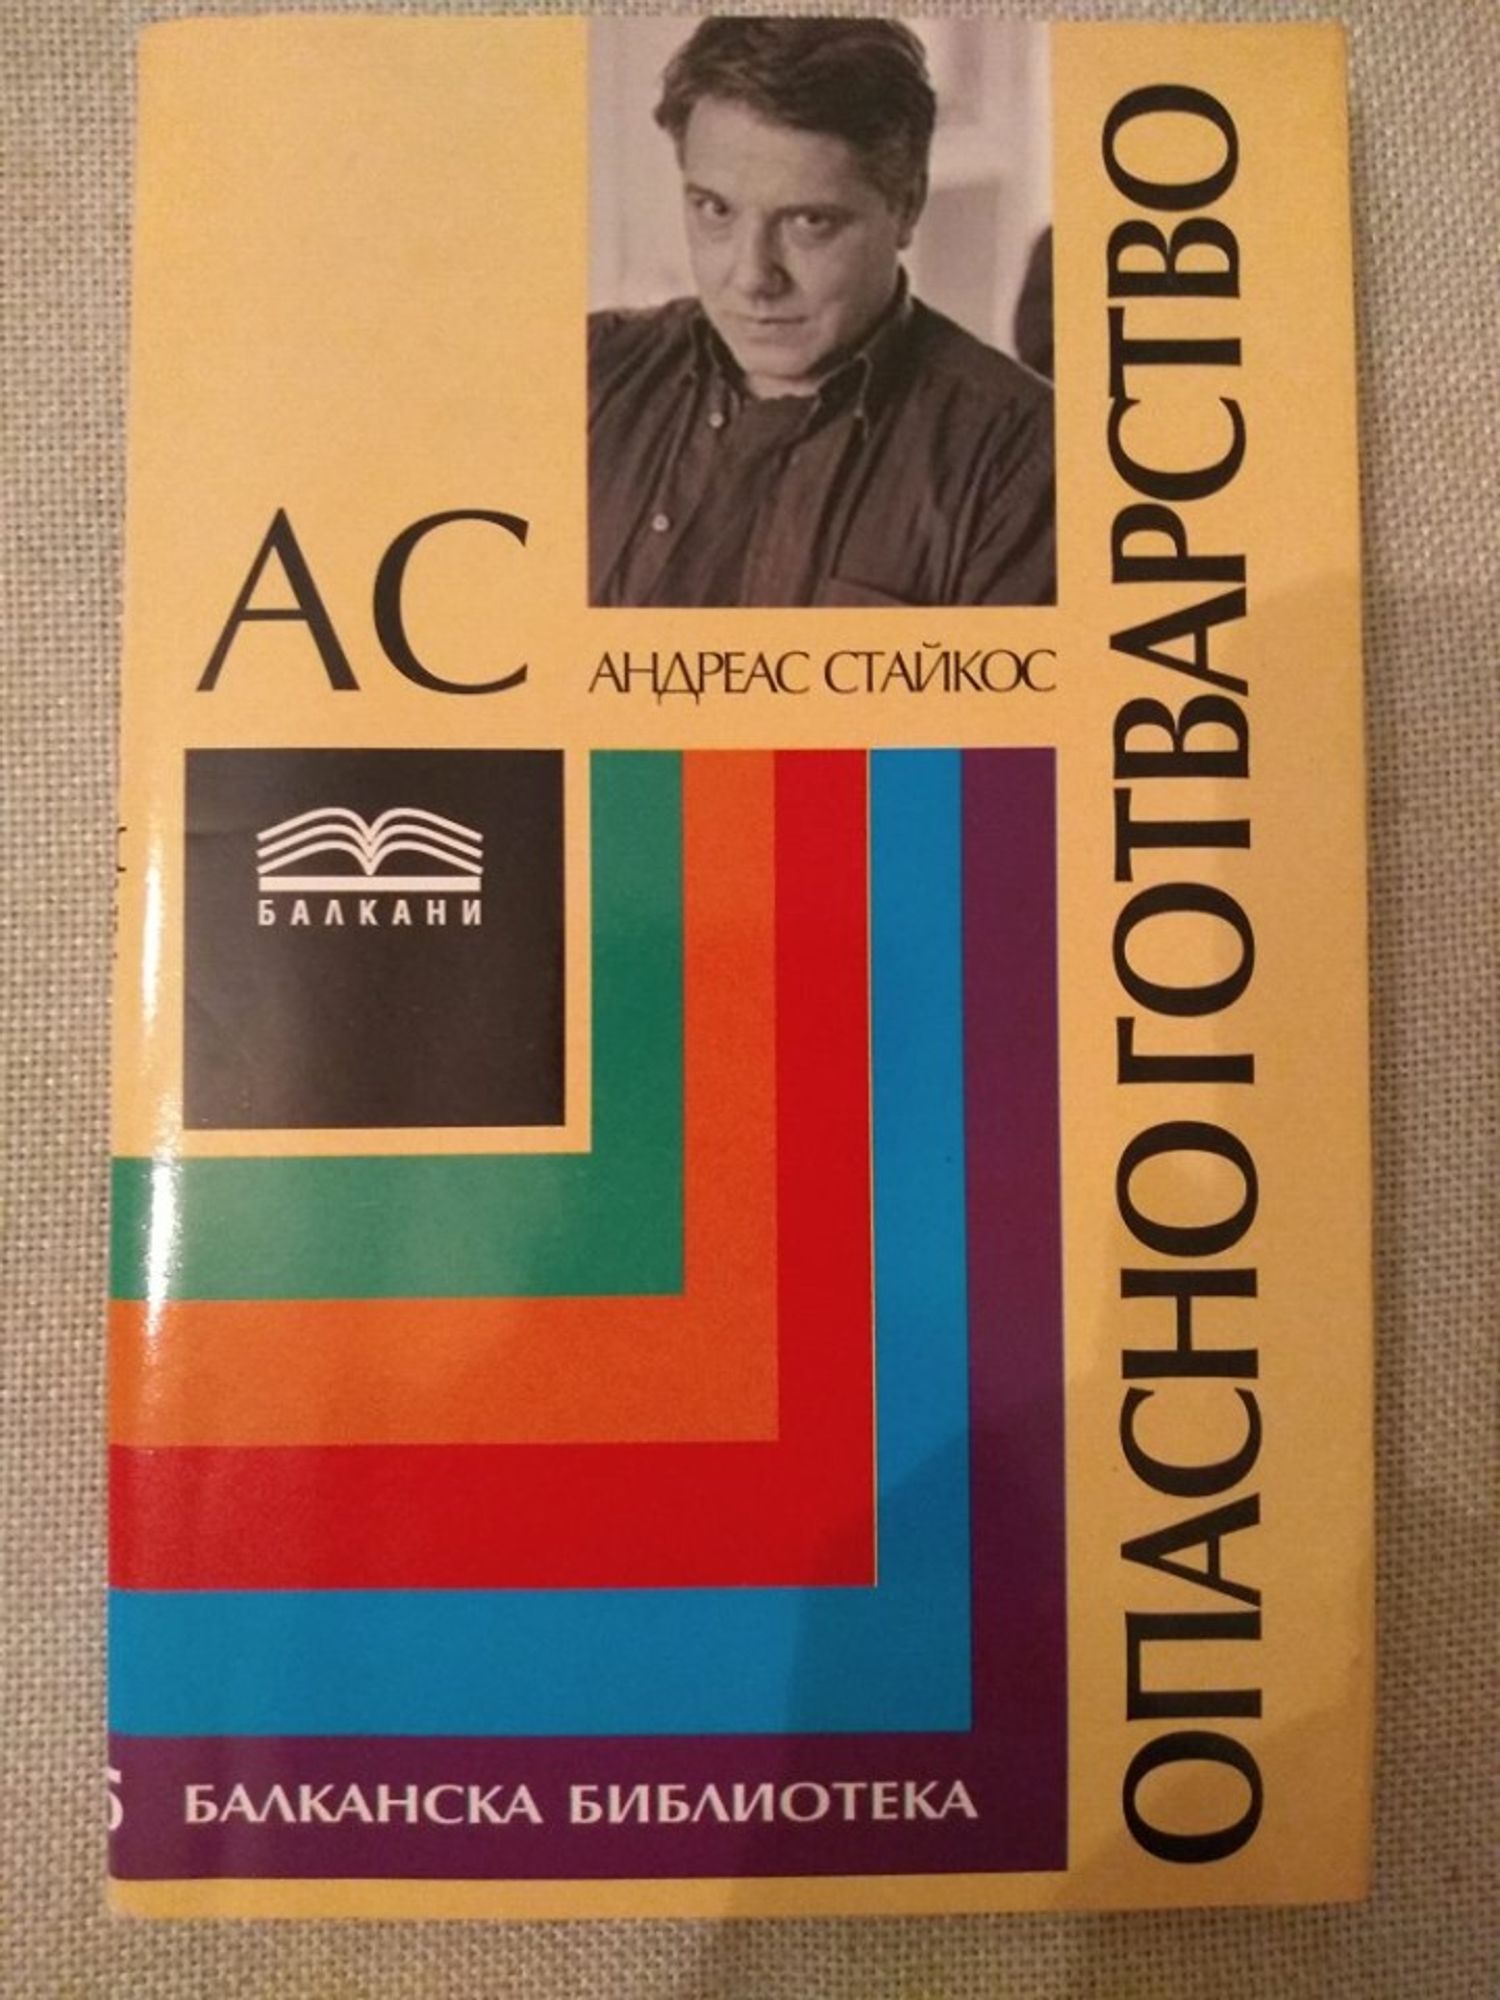 АС
АНДРЕАС СТАЙКОС
БАЛКАНИ
ОПАСНО ГОТВАРСТВО
БАЛКАНСКА БИБЛИОТЕКА